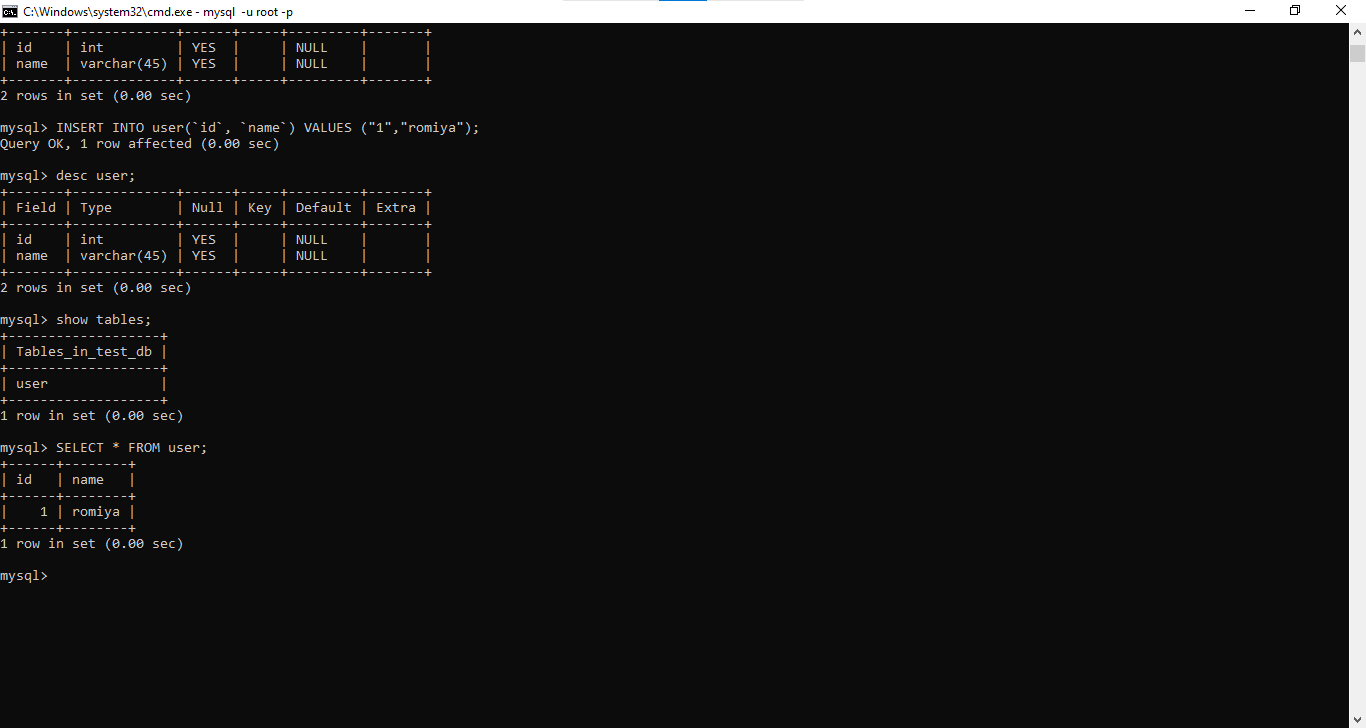 C:\Windows\system32\cmd.exe - mysql  -u root -p
+-------+-------------+------+-----+---------+-------+
| id    | int         | YES  |     | NULL    |       |
| name  | varchar(45) | YES  |     | NULL    |       |
+-------+-------------+------+-----+---------+-------+
2 rows in set (0.00 sec)
mysql> INSERT INTO user(`id`, `name`) VALUES ("1","romiya");
Query OK, 1 row affected (0.00 sec)
mysql> desc user;
+-------+-------------+------+-----+---------+-------+
| Field | Type        | Null | Key | Default | Extra |
+-------+-------------+------+-----+---------+-------+
| id    | int         | YES  |     | NULL    |       |
| name  | varchar(45) | YES  |     | NULL    |       |
+-------+-------------+------+-----+---------+-------+
2 rows in set (0.00 sec)
mysql> show tables;
+-------------------+
| Tables_in_test_db |
+-------------------+
| user              |
+-------------------+
1 row in set (0.00 sec)
mysql> SELECT * FROM user;
+------+--------+
| id   | name   |
+------+--------+
|    1 | romiya |
+------+--------+
1 row in set (0.00 sec)
mysql>